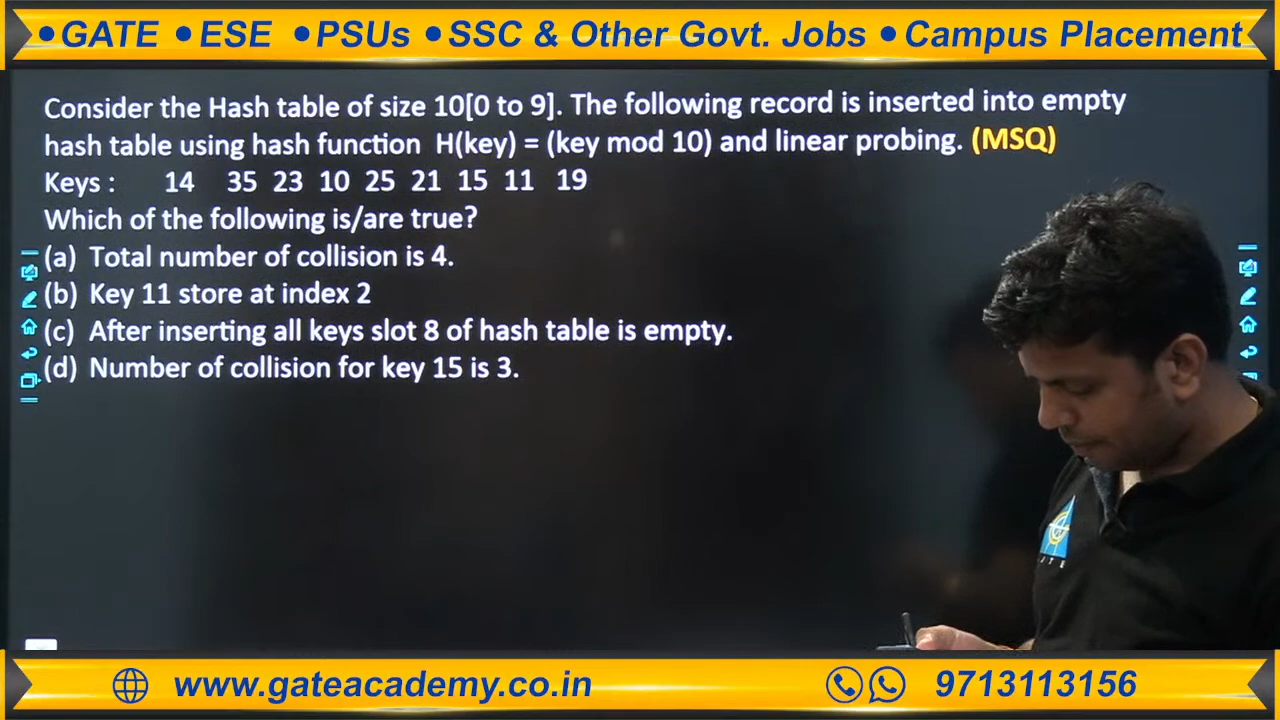 •GATE •ESE •PSUs •SSC & Other Govt. Jobs •Campus Placement
Consider the Hash table of size 10[0 to 9]. The following record is inserted into empty
hash table using hash function H(key) = (key mod 10) and linear probing. (MSQ)
Keys : 14 35 23 10 25 21 15 11 19
Which of the following is/are true?
(a) Total number of collision is 4.
(b) Key 11 store at index 2
(c) After inserting all keys slot 8 of hash table is empty.
(d) Number of collision for key 15 is 3.
www.gateacademy.co.in 9713113156